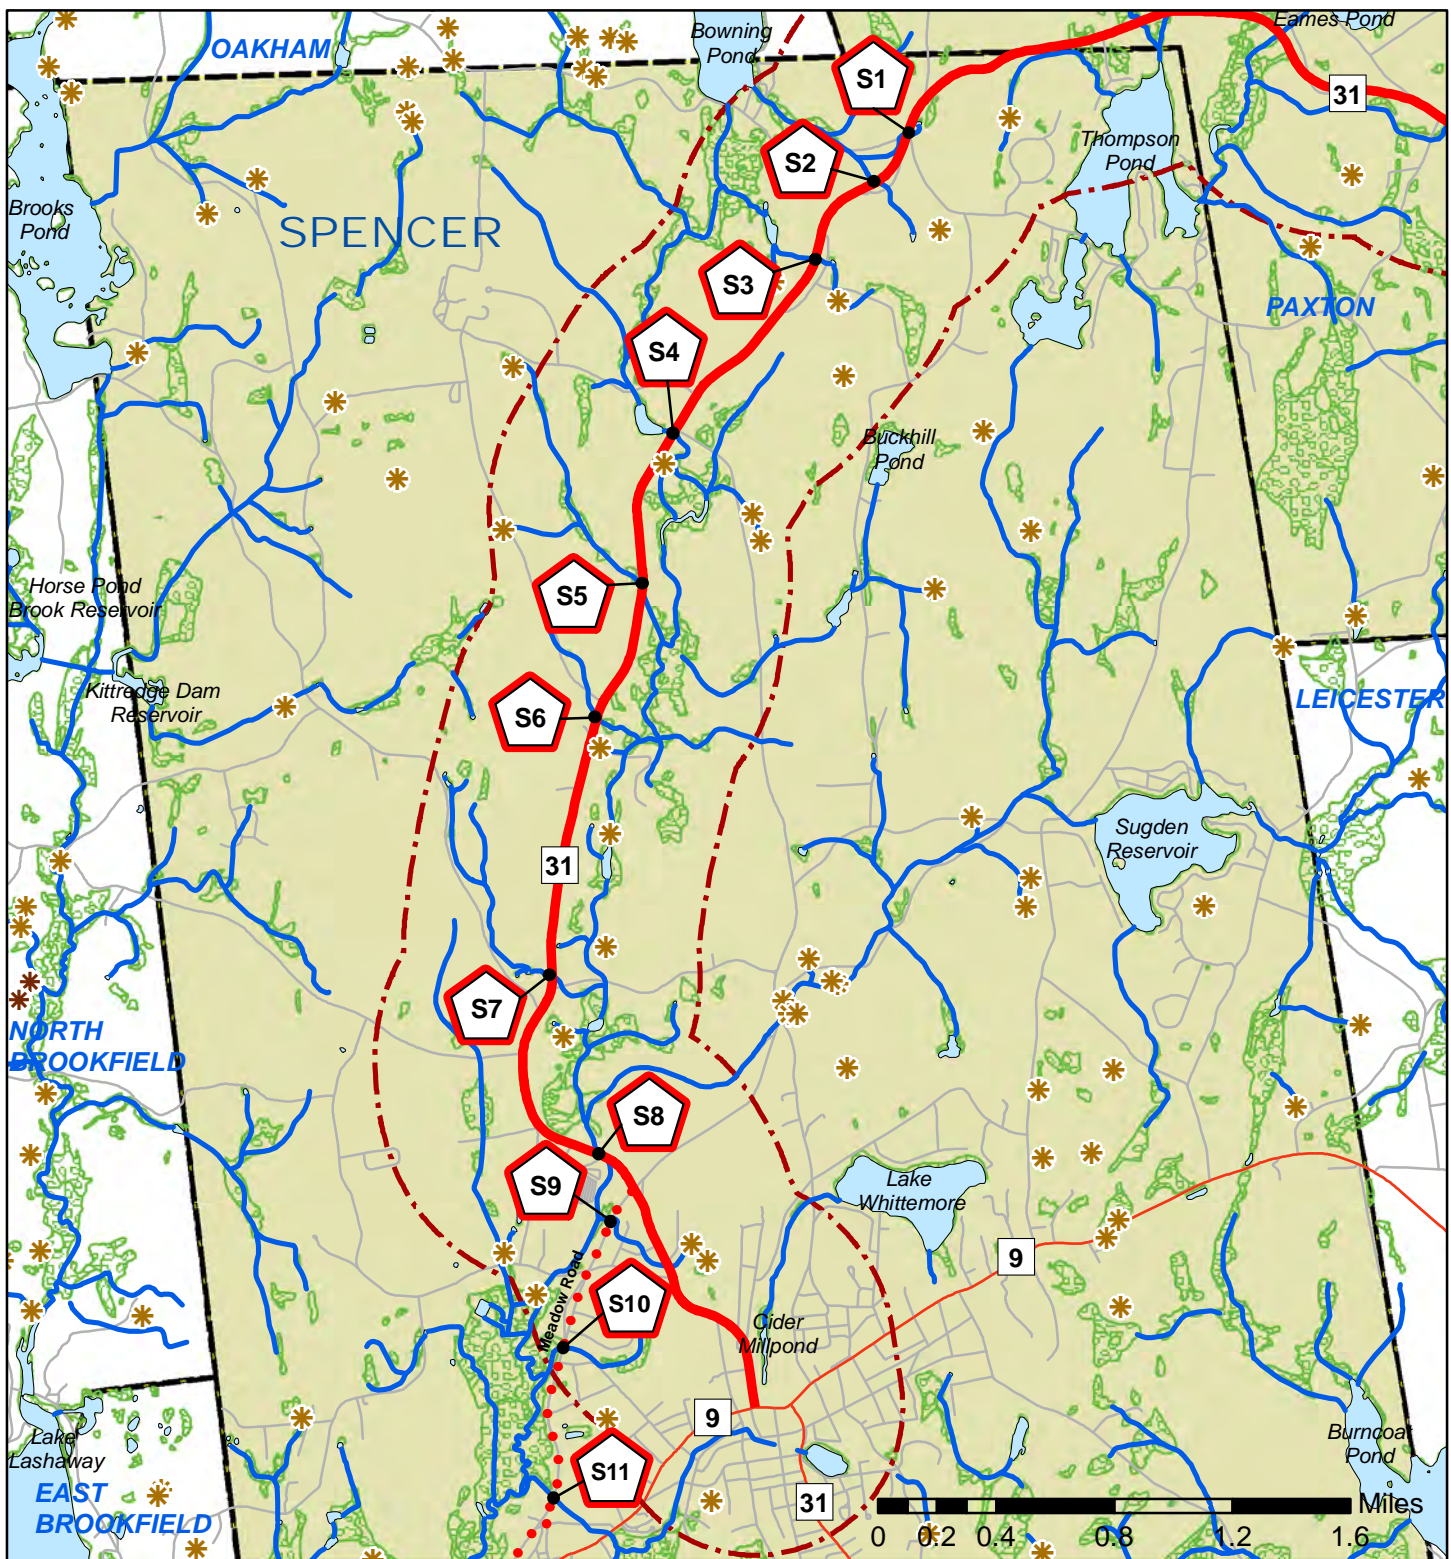 Eames Pond
OAKHAM
Bowning
Pond
S1
31
Thompson
Pond
S2
Brooks
Pond
SPENCER
S3
PAXTON
S4
Buckhill
Pond
Horse Pond
Brook Reservoir
S5
Kittredge Dam
Reservoir
S6
LEICESTER
Sugden
Reservoir
31
S7
NORTH
BROOKFIELD
S8
S9
Lake
Whittemore
9
Meadow Road
S10
Cider
Millpond
9
Lake
Lashaway
Burncoat
Pond
S11
EAST
BROOKFIELD
31
Miles
0 0.2 0.4 0.8 1.2 1.6